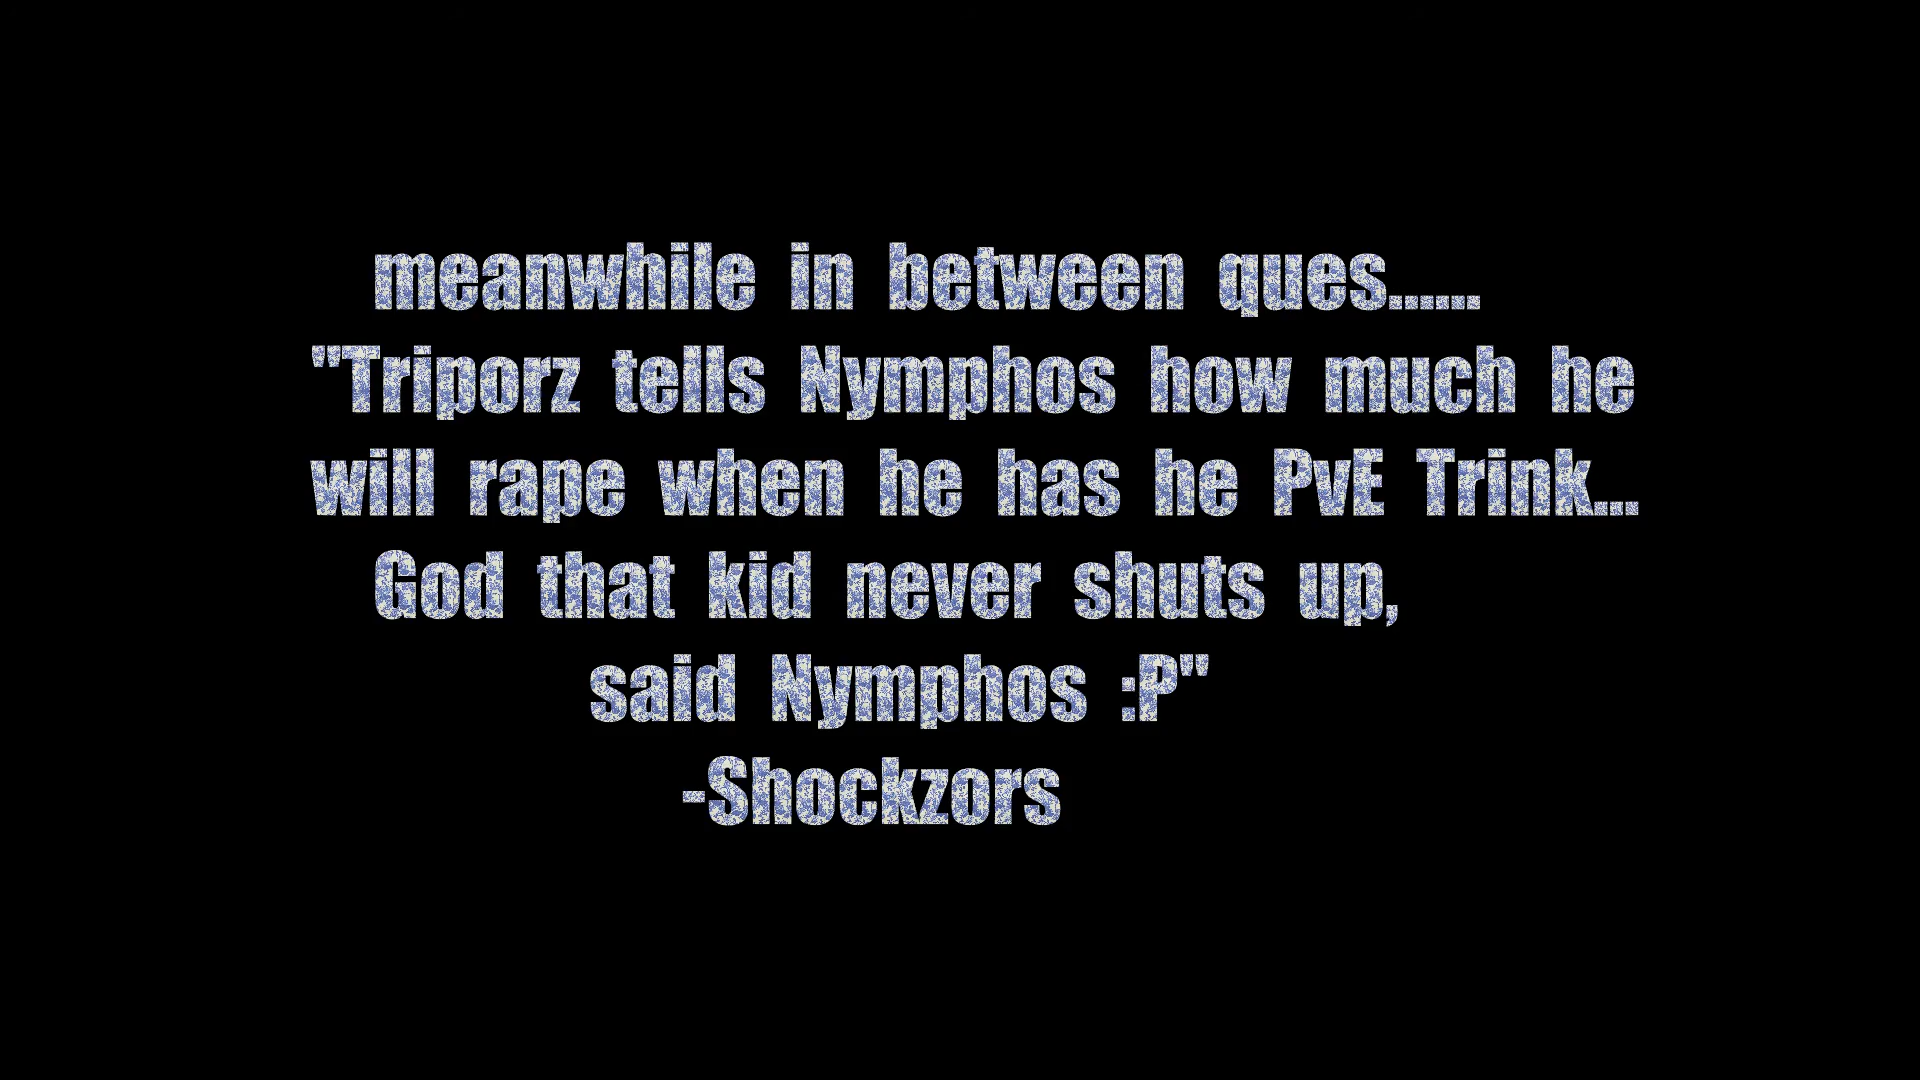 meanwhile in between ques......
"Triporz tells Nymphos how much he
will rape when he has he PvE Trink...
God that kid never shuts up,
said Nymphos :P"
-Shockzors